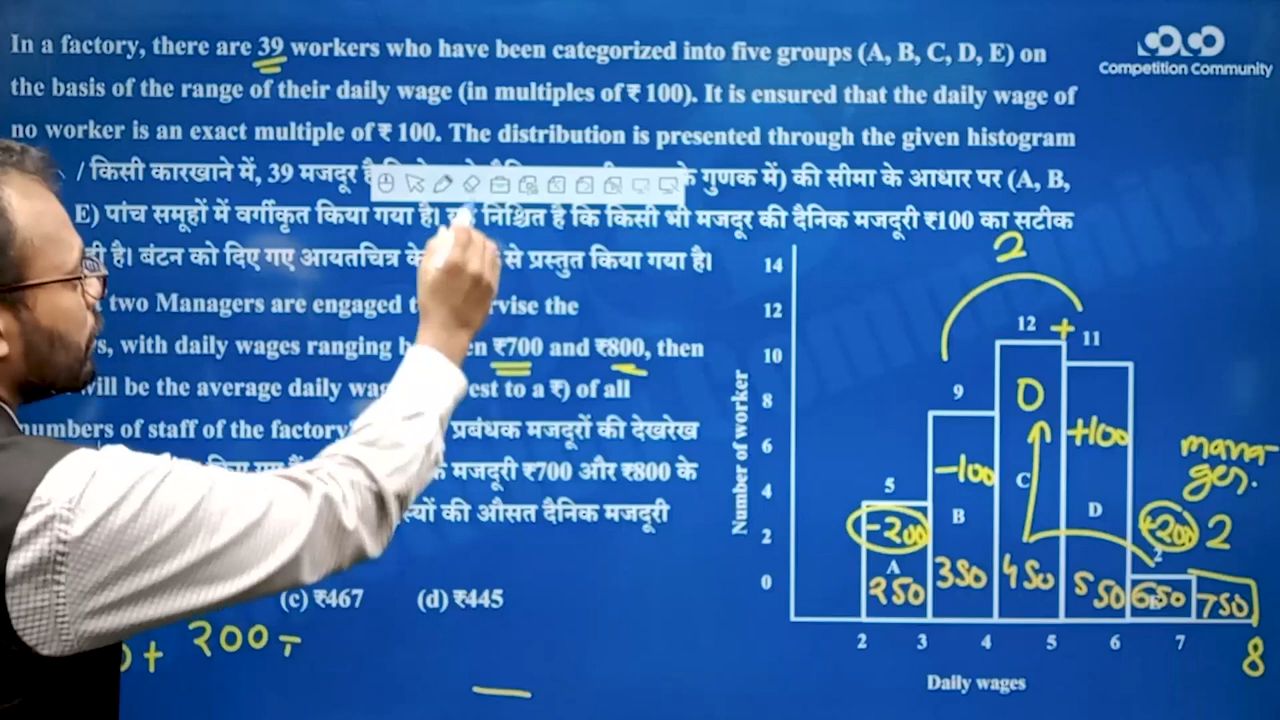 In a factory, there are 39 workers who have been categorized into five groups (A, B, C, D, E) on
the basis of the range of their daily wage (in multiples of ₹ 100). It is ensured that the daily wage of
no worker is an exact multiple of ₹ 100. The distribution is presented through the given histogram
/ किसी कारखाने में, 39 मजदूर के गुणक में) की सीमा के आधार पर (A, B,
E) पांच समूहों में वर्गीकृत किया गया है। निश्चित है कि किसी भी मजदूर की दैनिक मजदूरी ₹100 का सटीक
है। बंटन को दिए गए आयतचित्र के से प्रस्तुत किया गया है।
two Managers are engaged the
with daily wages ranging ₹700 and ₹800, then
will be the average daily to a ₹) of all
numbers of staff of the factory
प्रबंधक मजदूरों की देखरेख
मजदूरी ₹700 और ₹800 के
की औसत दैनिक मजदूरी
(c) ₹467 (d) ₹445
+ 200
Competition Community
2
14
12
10
8
6
4
2
0
Number of worker
5
9
12
+
11
2
-200
-100
0
+100
+200
2
A
B
C
D
250
350
450
550
650
750
mana-
ger.
2 3 4 5 6 7 8
Daily wages